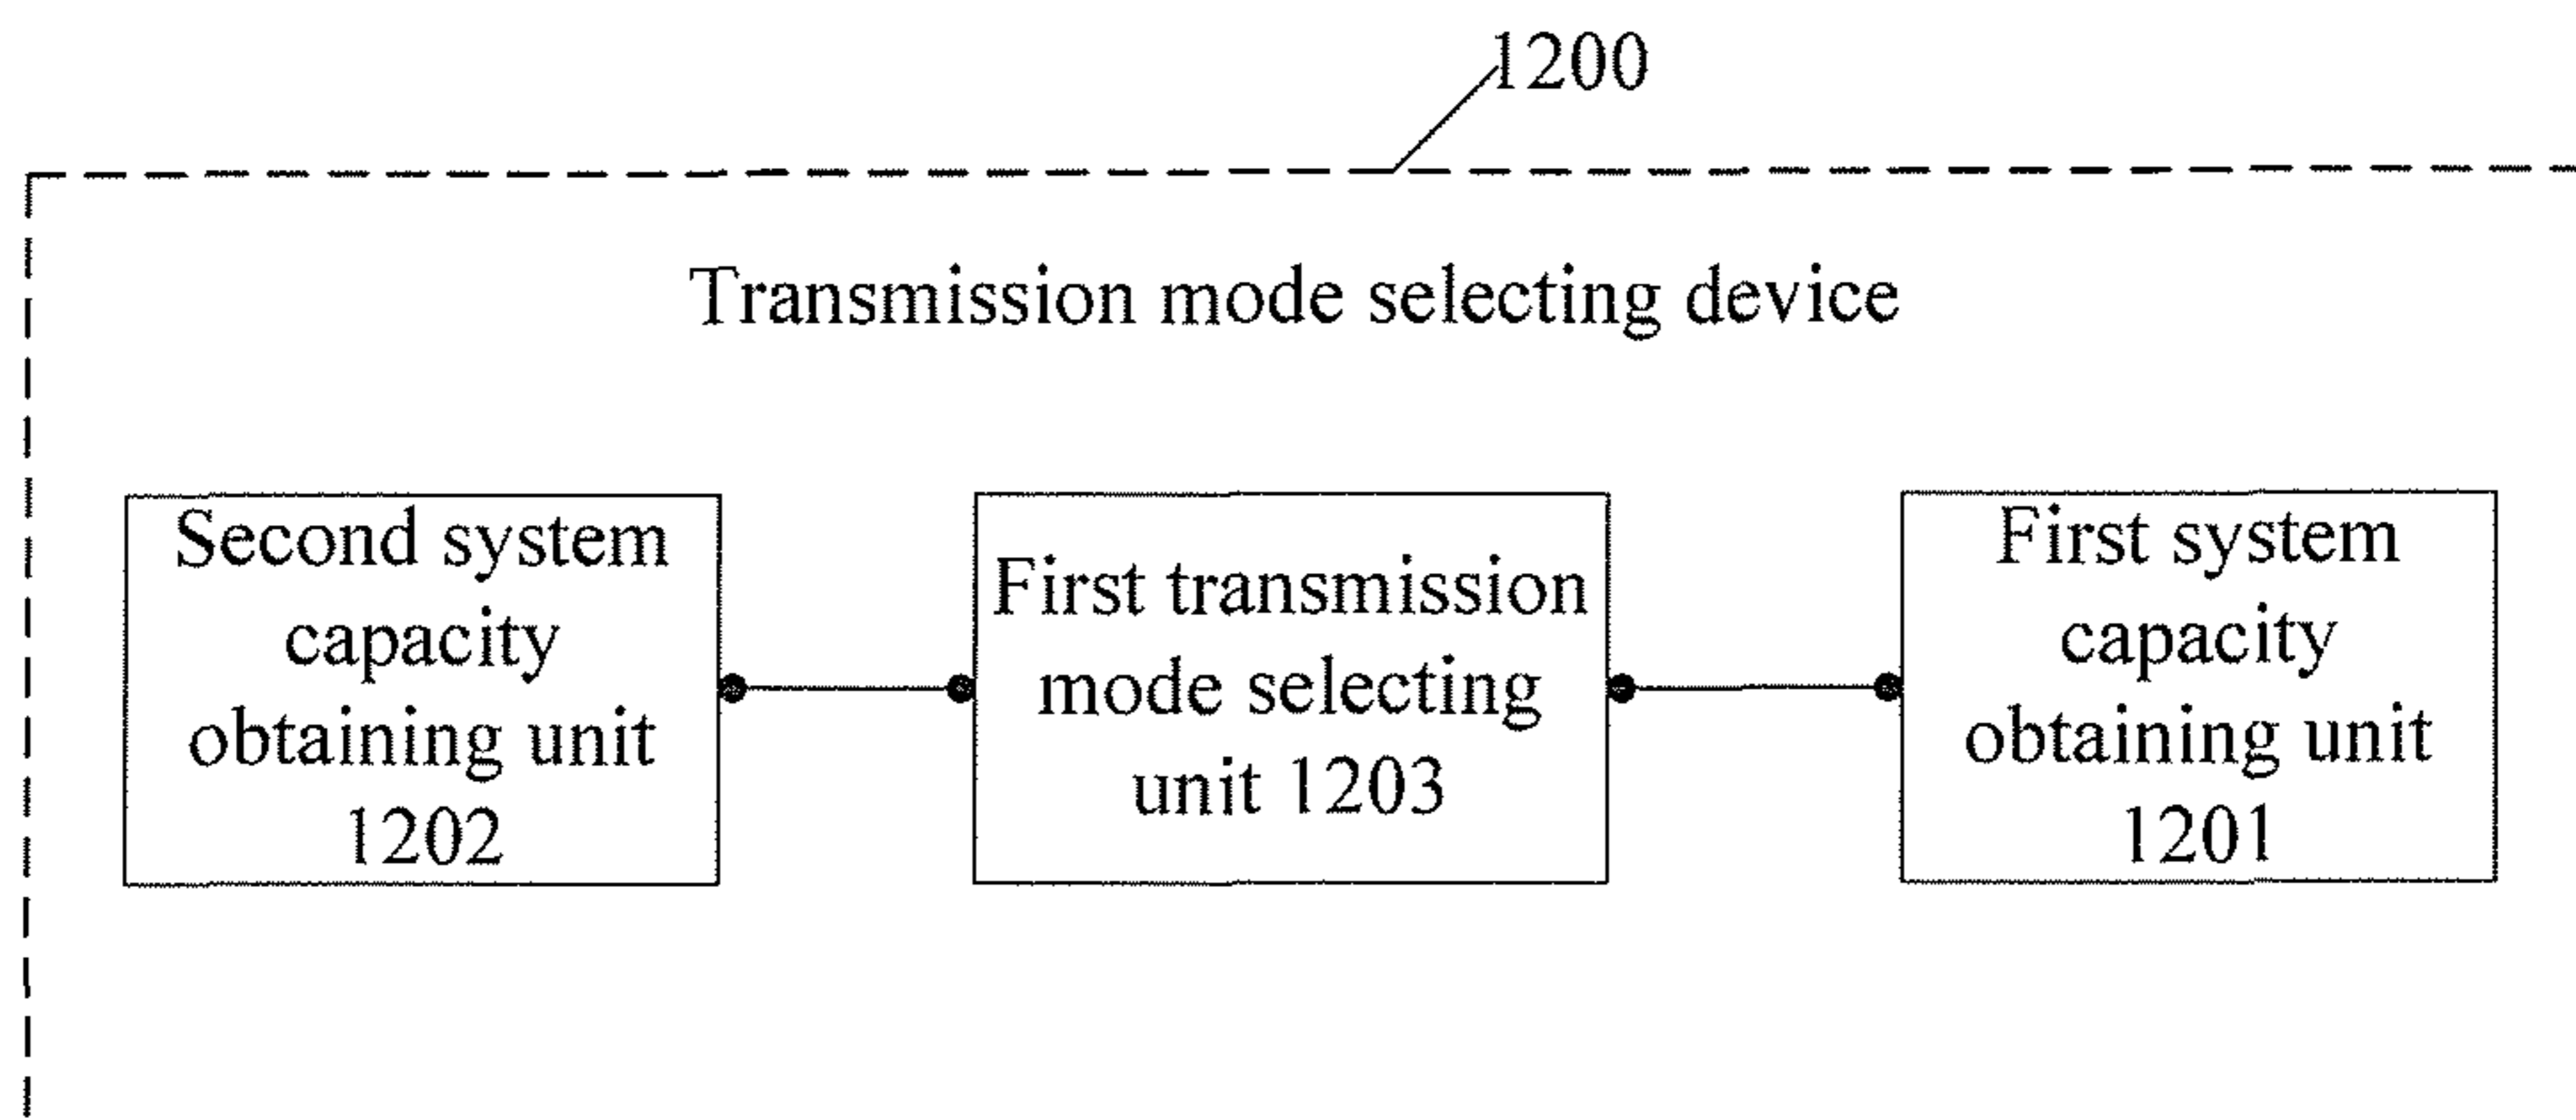 1200
Transmission mode selecting device
Second system
capacity
obtaining unit
1202
First transmission
mode selecting
unit 1203
First system
capacity
obtaining unit
1201